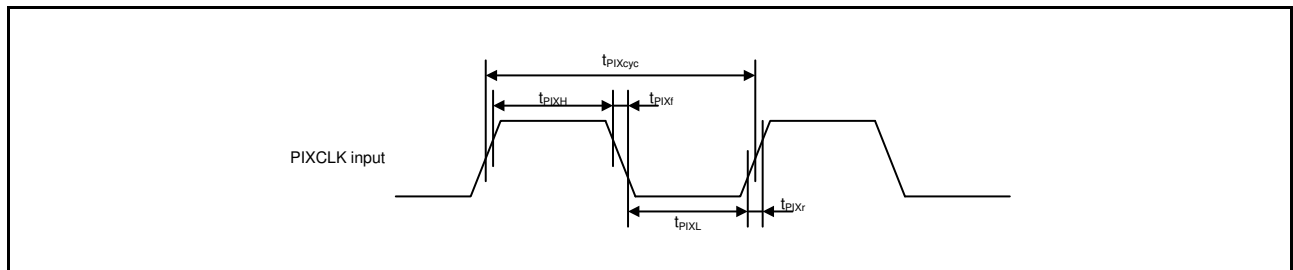 tPIXcyc
tPIXH
tPIXf
PIXCLK input
tPIXr
tPIXL